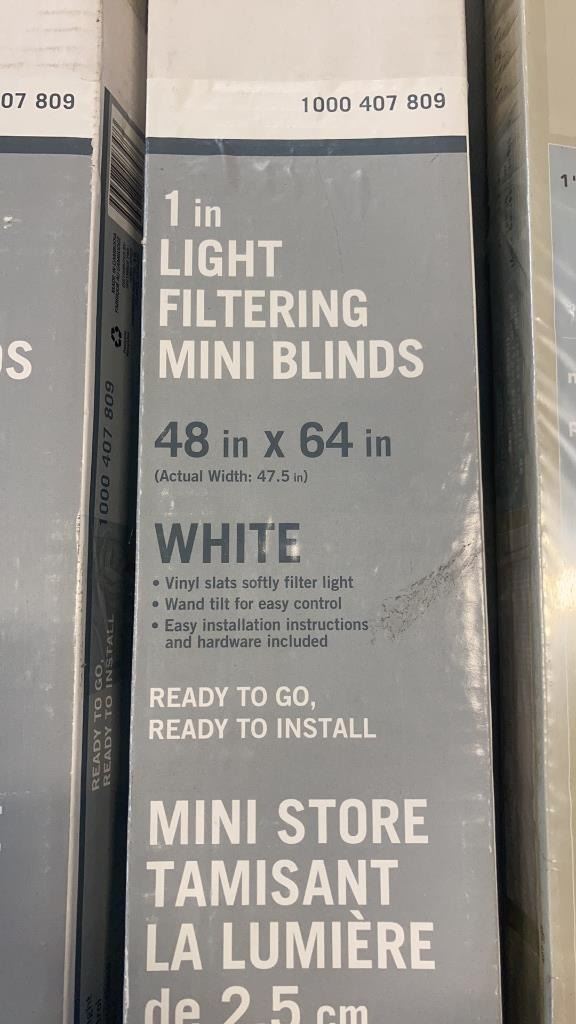 07 809
1000 407 809
1 in
LIGHT
FILTERING
MINI BLINDS
48 in x 64 in
(Actual Width: 47.5 in)
WHITE
• Vinyl slats softly filter light
• Wand tilt for easy control
• Easy installation instructions
and hardware included
READY TO GO,
READY TO INSTALL
MINI STORE
TAMISANT
LA LUMIÈRE
de 2.5 cm
DS
1000 407 809
READY TO GO,
READY TO INSTALL
1"